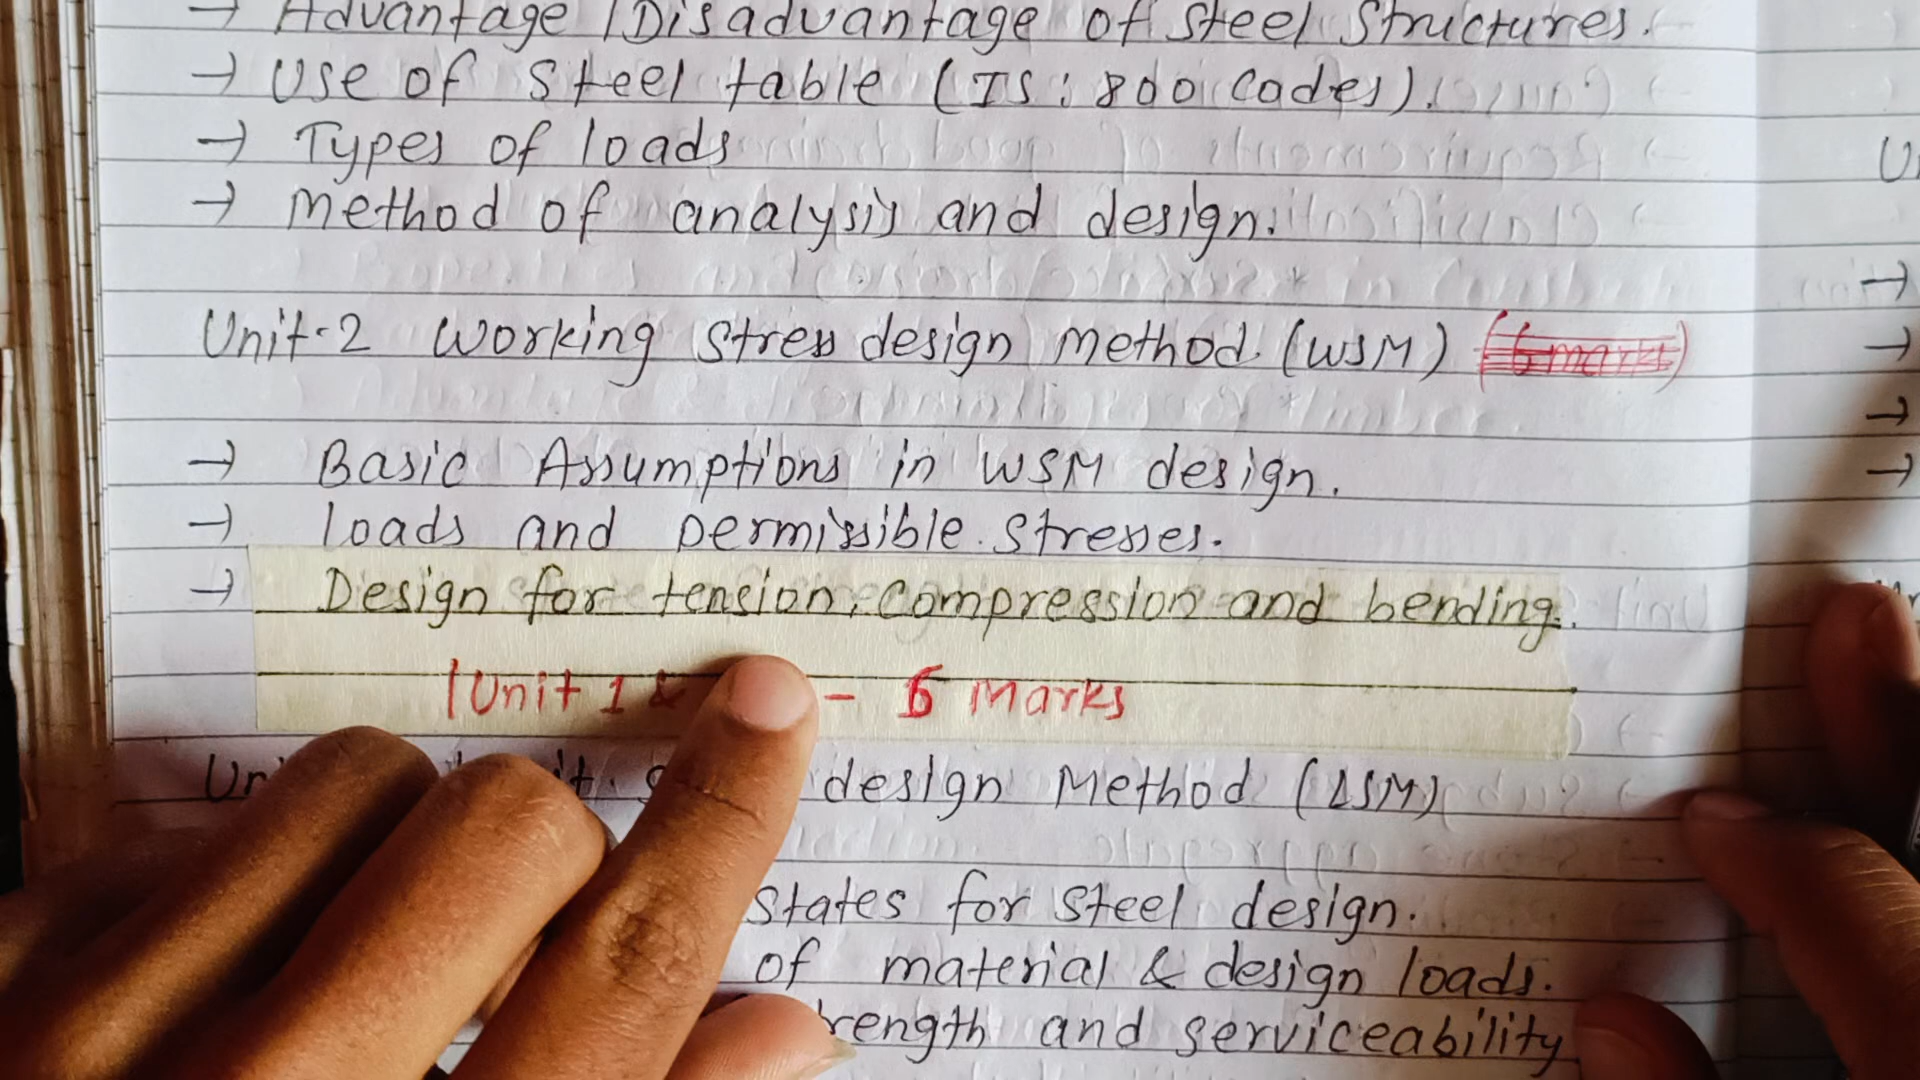 → Advantage / Disadvantage of Steel Structures.
→ Use of Steel table (IS: 800 Codes).
→ Types of loads
→ Method of analysis and design.
Unit-2 Working Stress design Method (WSM) (6 marks)
→ Basic Assumptions in WSM design.
→ loads and permissible stresses.
→ Design for tension, compression and bending.
Unit 1 & - 6 Marks
design Method (LSM)
states for steel design.
of material & design loads.
and serviceability